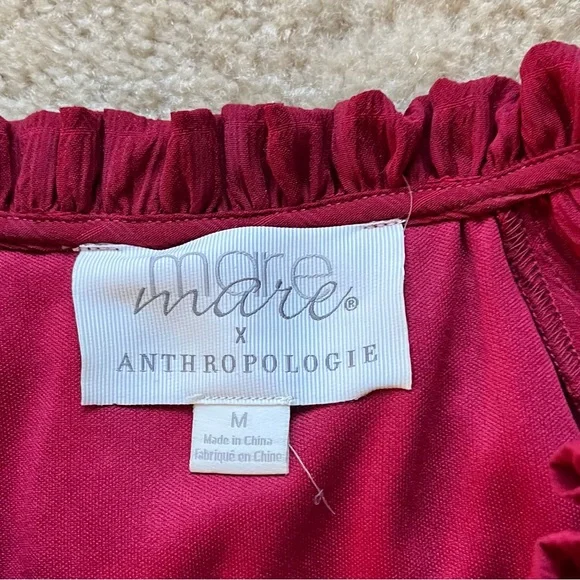 mare
mare®
X
ANTHROPOLOGIE
M
Made in China
Fabriqué en Chine